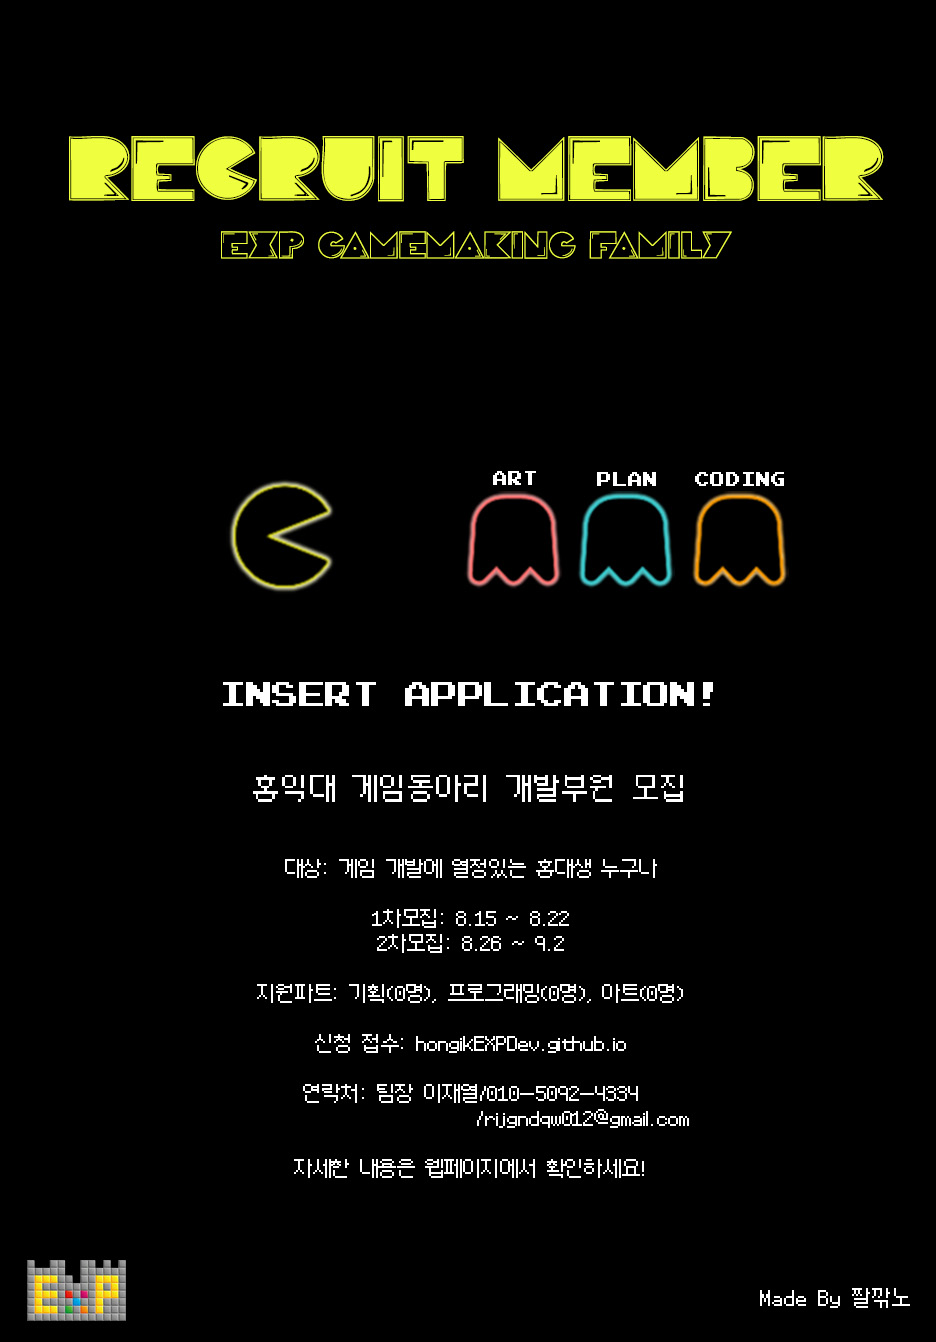 RECRUIT MEMBER
EXP GAMEMAKING FAMILY
ART PLAN CODING
INSERT APPLICATION!
홍익대 게임동아리 개발부원 모집
대상: 게임 개발에 열정있는 홍대생 누구나
1차모집: 8.15 ~ 8.22
2차모집: 8.26 ~ 9.2
지원파트: 기획(0명), 프로그래밍(0명), 아트(0명)
신청 접수: hongikEXPDev.github.io
연락처: 팀장 이재열/010-5092-4334
/rijgndqw012@gmail.com
자세한 내용은 웹페이지에서 확인하세요!
EXP
Made By 짤깎노